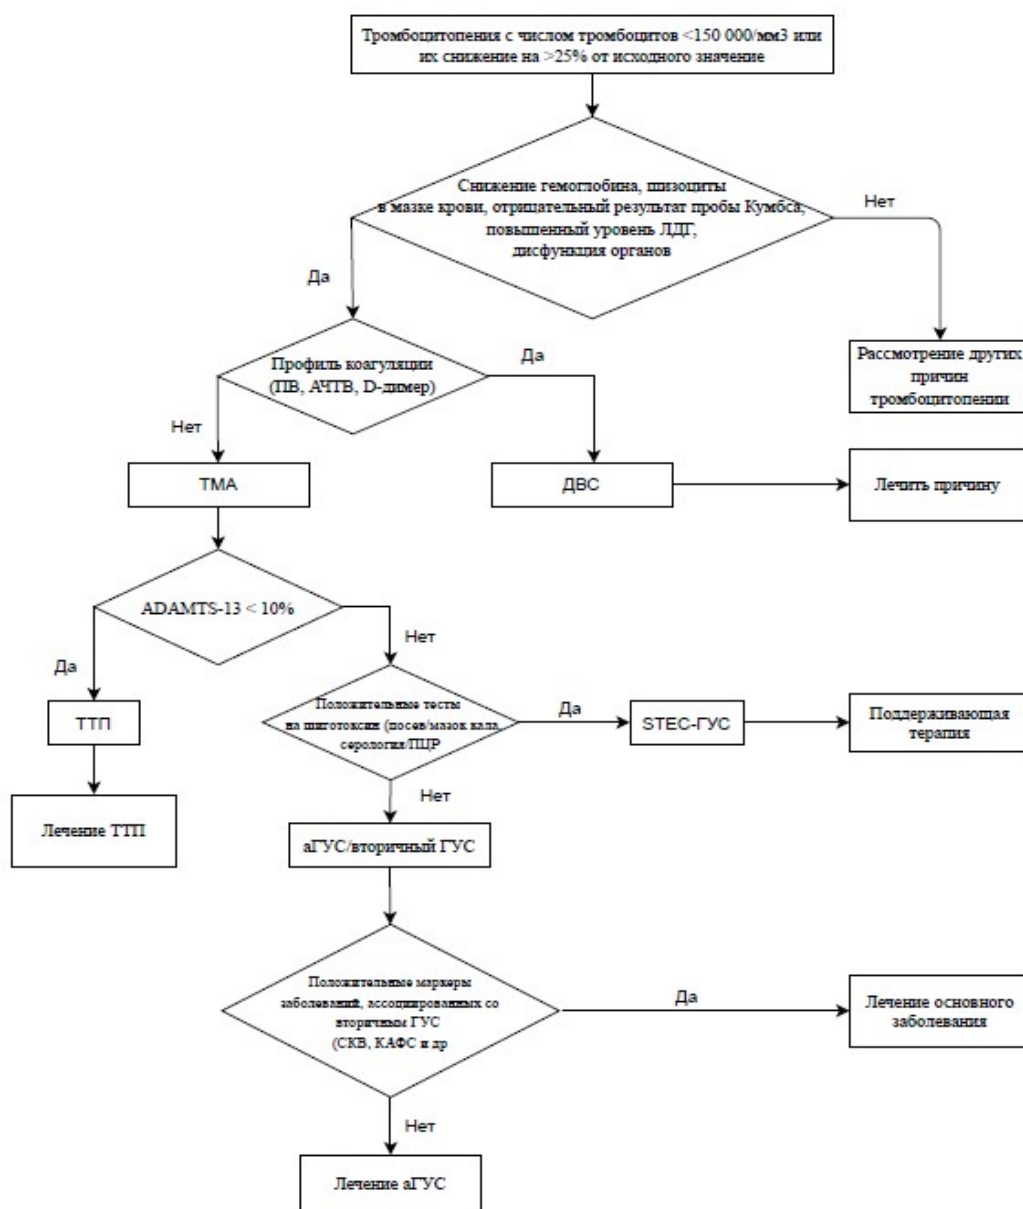 Тромбоцитопения с числом тромбоцитов <150 000/мм3 или
их снижение на >25% от исходного значение
Снижение гемоглобина, шизоциты
в мазке крови, отрицательный результат пробы Кумбса,
повышенный уровень ЛДГ,
дисфункция органов
Нет
Да
Рассмотрение других
причин
тромбоцитопении
Профиль коагуляции
(ПВ, АЧТВ, D-димер)
Да
Нет
ТМА
ДВС
Лечить причину
ADAMTS-13 < 10%
Да
Нет
ТТП
Положительные тесты
на шиготоксин (посев/мазок кала,
серология/ПЦР
Да
STEC-ГУС
Поддерживающая
терапия
Лечение ТТП
Нет
аГУС/вторичный ГУС
Положительные маркеры
заболеваний, ассоциированных со
вторичным ГУС
(СКВ, КАФС и др
Да
Лечение основного
заболевания
Нет
Лечение аГУС